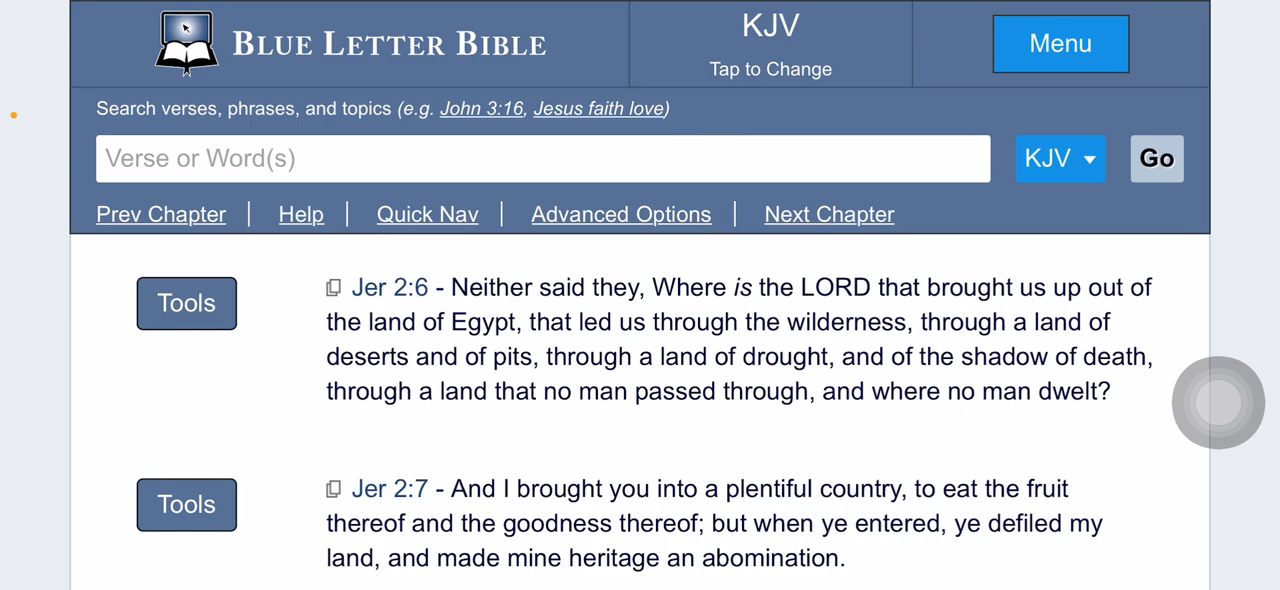 BLUE LETTER BIBLE
KJV
Tap to Change
Menu
Search verses, phrases, and topics (e.g. John 3:16, Jesus faith love)
Verse or Word(s)
KJV
Go
Prev Chapter | Help | Quick Nav | Advanced Options | Next Chapter
Tools
Jer 2:6 - Neither said they, Where is the LORD that brought us up out of
the land of Egypt, that led us through the wilderness, through a land of
deserts and of pits, through a land of drought, and of the shadow of death,
through a land that no man passed through, and where no man dwelt?
Tools
Jer 2:7 - And I brought you into a plentiful country, to eat the fruit
thereof and the goodness thereof; but when ye entered, ye defiled my
land, and made mine heritage an abomination.